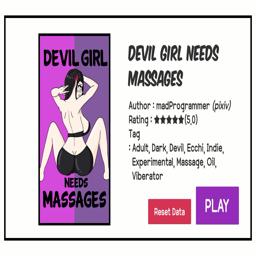 DEVIL GIRL
NEEDS
MASSAGES
DEVIL GIRL NEEDS
MASSAGES
Author : madProgrammer (pixiv)
Rating : ★★★★★(5,0)
Tag
: Adult, Dark, Devil, Ecchi, Indie,
Experimental, Massage, Oil,
Viberator
Reset Data
PLAY